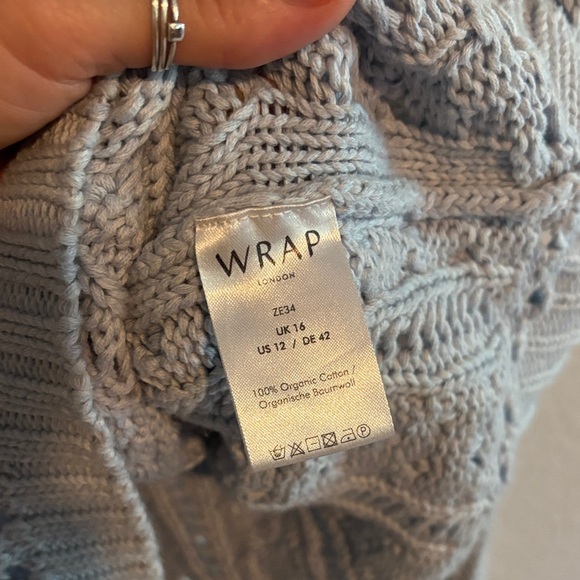 WRAP
LONDON
ZE34
UK 16
US 12 / DE 42
100% Organic Cotton /
Organische Baumwoll
P